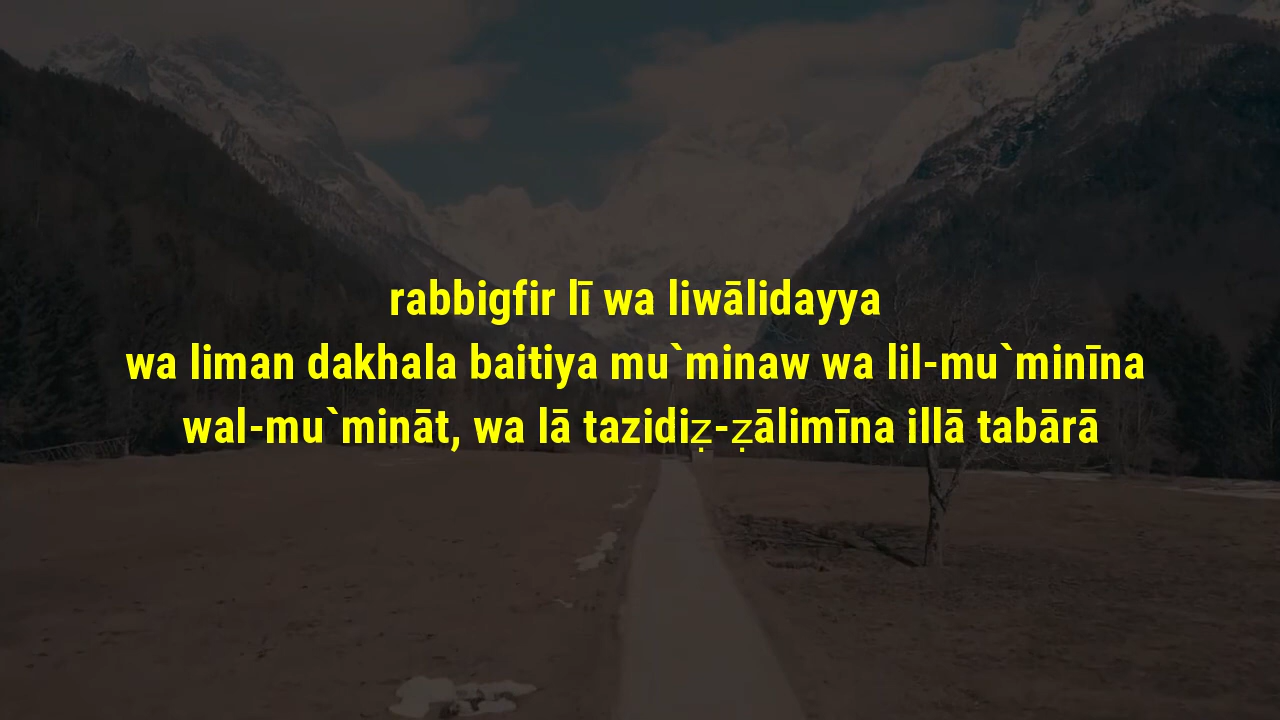 rabbigfir lī wa liwālidayya
wa liman dakhala baitiya mu`minaw wa lil-mu`minīna
wal-mu`mināt, wa lā tazidiẓ-ẓālimīna illā tabārā